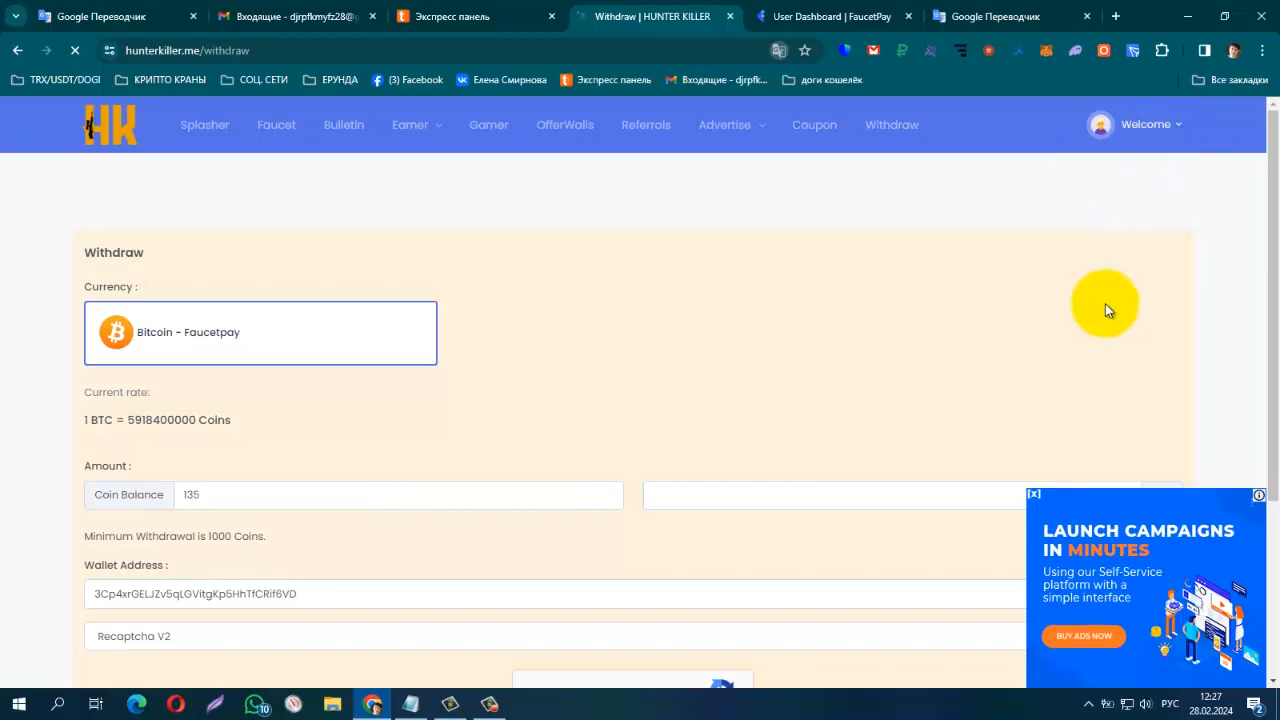 Google Переводчик
Входящие - djrpfkmyfz28@g
Экспресс панель
Withdraw | HUNTER KILLER
User Dashboard | FaucetPay
Google Переводчик
hunterkiller.me/withdraw
TRX/USDT/DOGI
КРИПТО КРАНЫ
СОЦ. СЕТИ
ЕРУНДА
(3) Facebook
Елена Смирнова
Экспресс панель
Входящие - djrpfk...
доги кошелёк
Все закладки
HK
Splasher
Faucet
Bulletin
Earner
Gamer
OfferWalls
Referrals
Advertise
Coupon
Withdraw
Welcome
Withdraw
Currency :
Bitcoin - Faucetpay
Current rate:
1 BTC = 5918400000 Coins
Amount :
Coin Balance 135
Minimum Withdrawal is 1000 Coins.
Wallet Address :
3Cp4xrGELJZv5qLGVitgKp5HhTfCRif6VD
Recaptcha V2
[x]
LAUNCH CAMPAIGNS
IN MINUTES
Using our Self-Service
platform with a
simple interface
BUY ADS NOW
10
РУС
12:27
28.02.2024
2